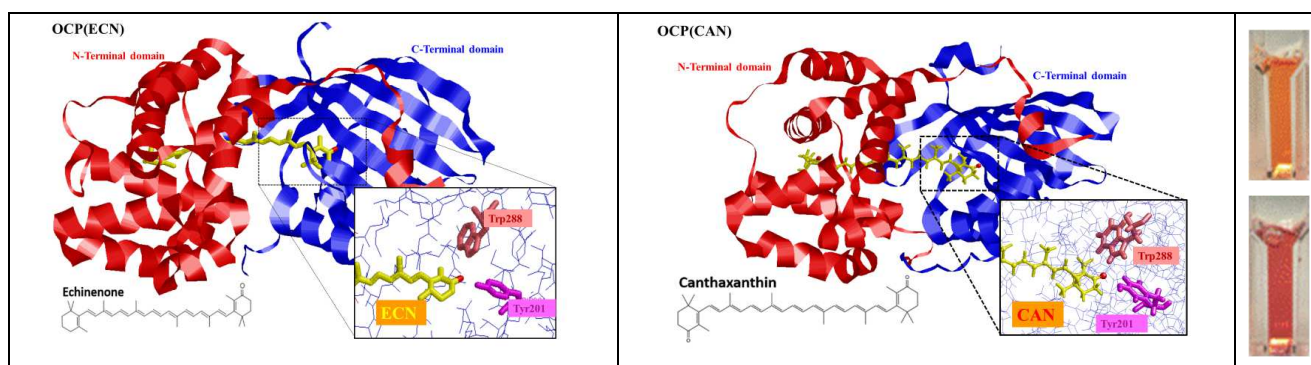 OCP(ECN)
N-Terminal domain
C-Terminal domain
Trp288
ECN
Tyr201
Echinenone
O
OCP(CAN)
N-Terminal domain
C-Terminal domain
Trp288
CAN
Tyr201
Canthaxanthin
O
O